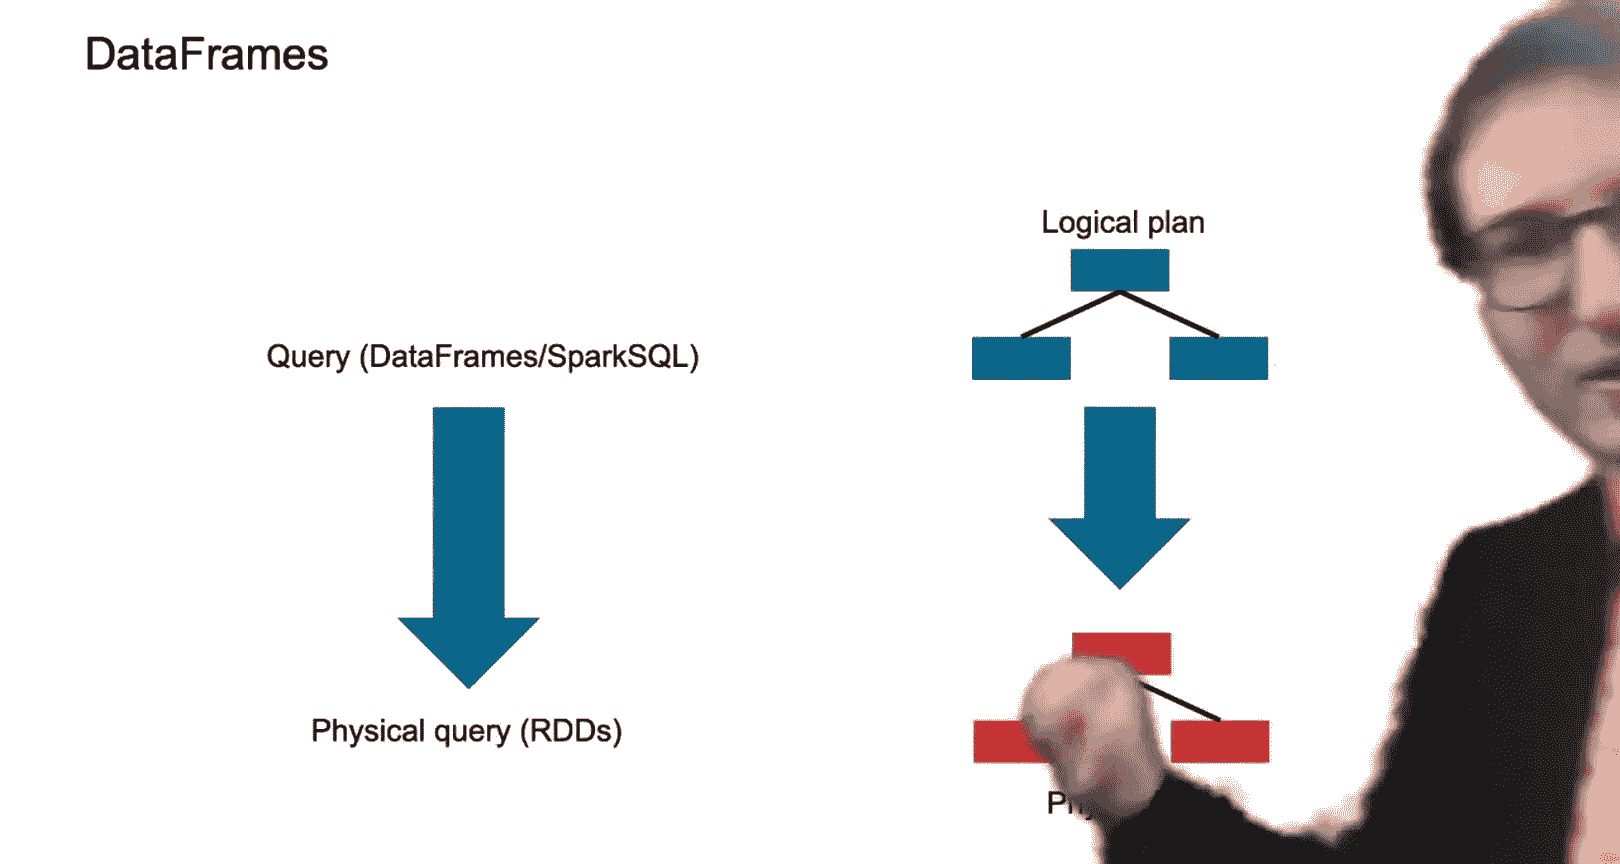 DataFrames
Logical plan
Query (DataFrames/SparkSQL)
Physical query (RDDs)